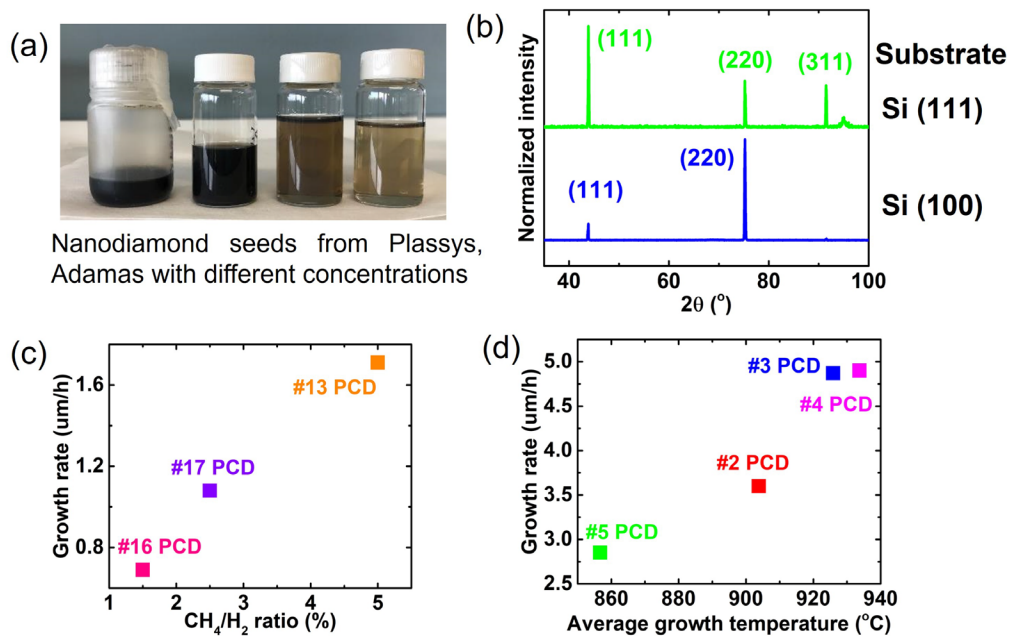 (a)
Nanodiamond seeds from Plassys,
Adamas with different concentrations
(b)
Normalized intensity
(111)
(220)
(311)
Substrate
Si (111)
(111)
(220)
Si (100)
40 60 80 100
2θ (°)
(c)
Growth rate (um/h)
1.6
1.2
0.8
#13 PCD
#17 PCD
#16 PCD
1 2 3 4 5
CH₄/H₂ ratio (%)
(d)
Growth rate (um/h)
5.0
4.5
4.0
3.5
3.0
2.5
#3 PCD
#4 PCD
#2 PCD
#5 PCD
860 880 900 920 940
Average growth temperature (°C)